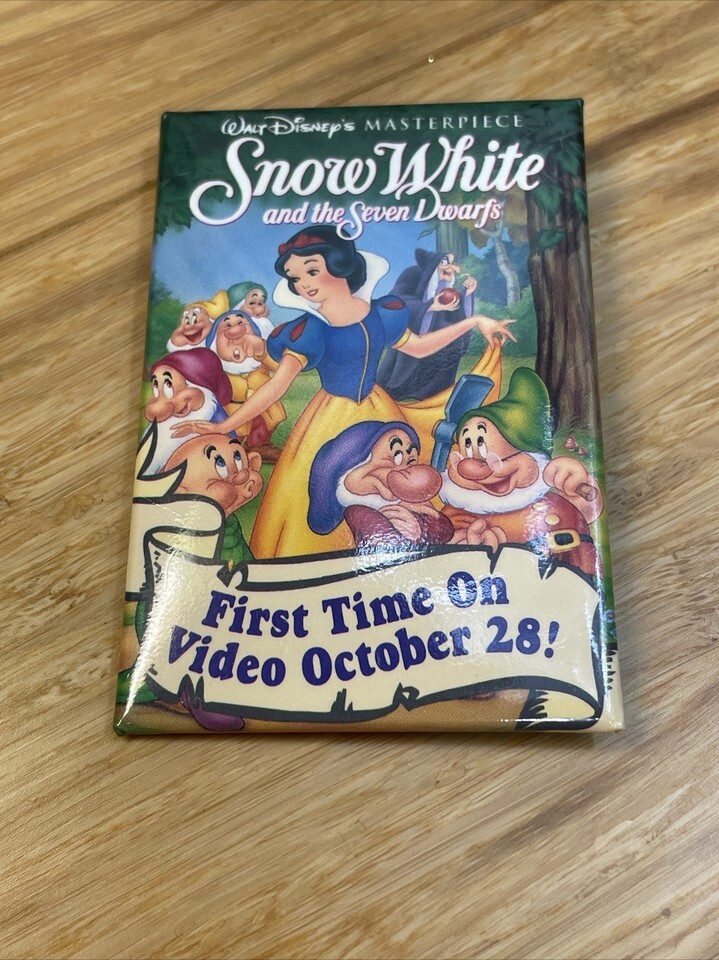 Walt Disney's MASTERPIECE
Snow White
and the Seven Dwarfs
First Time On
Video October 28!